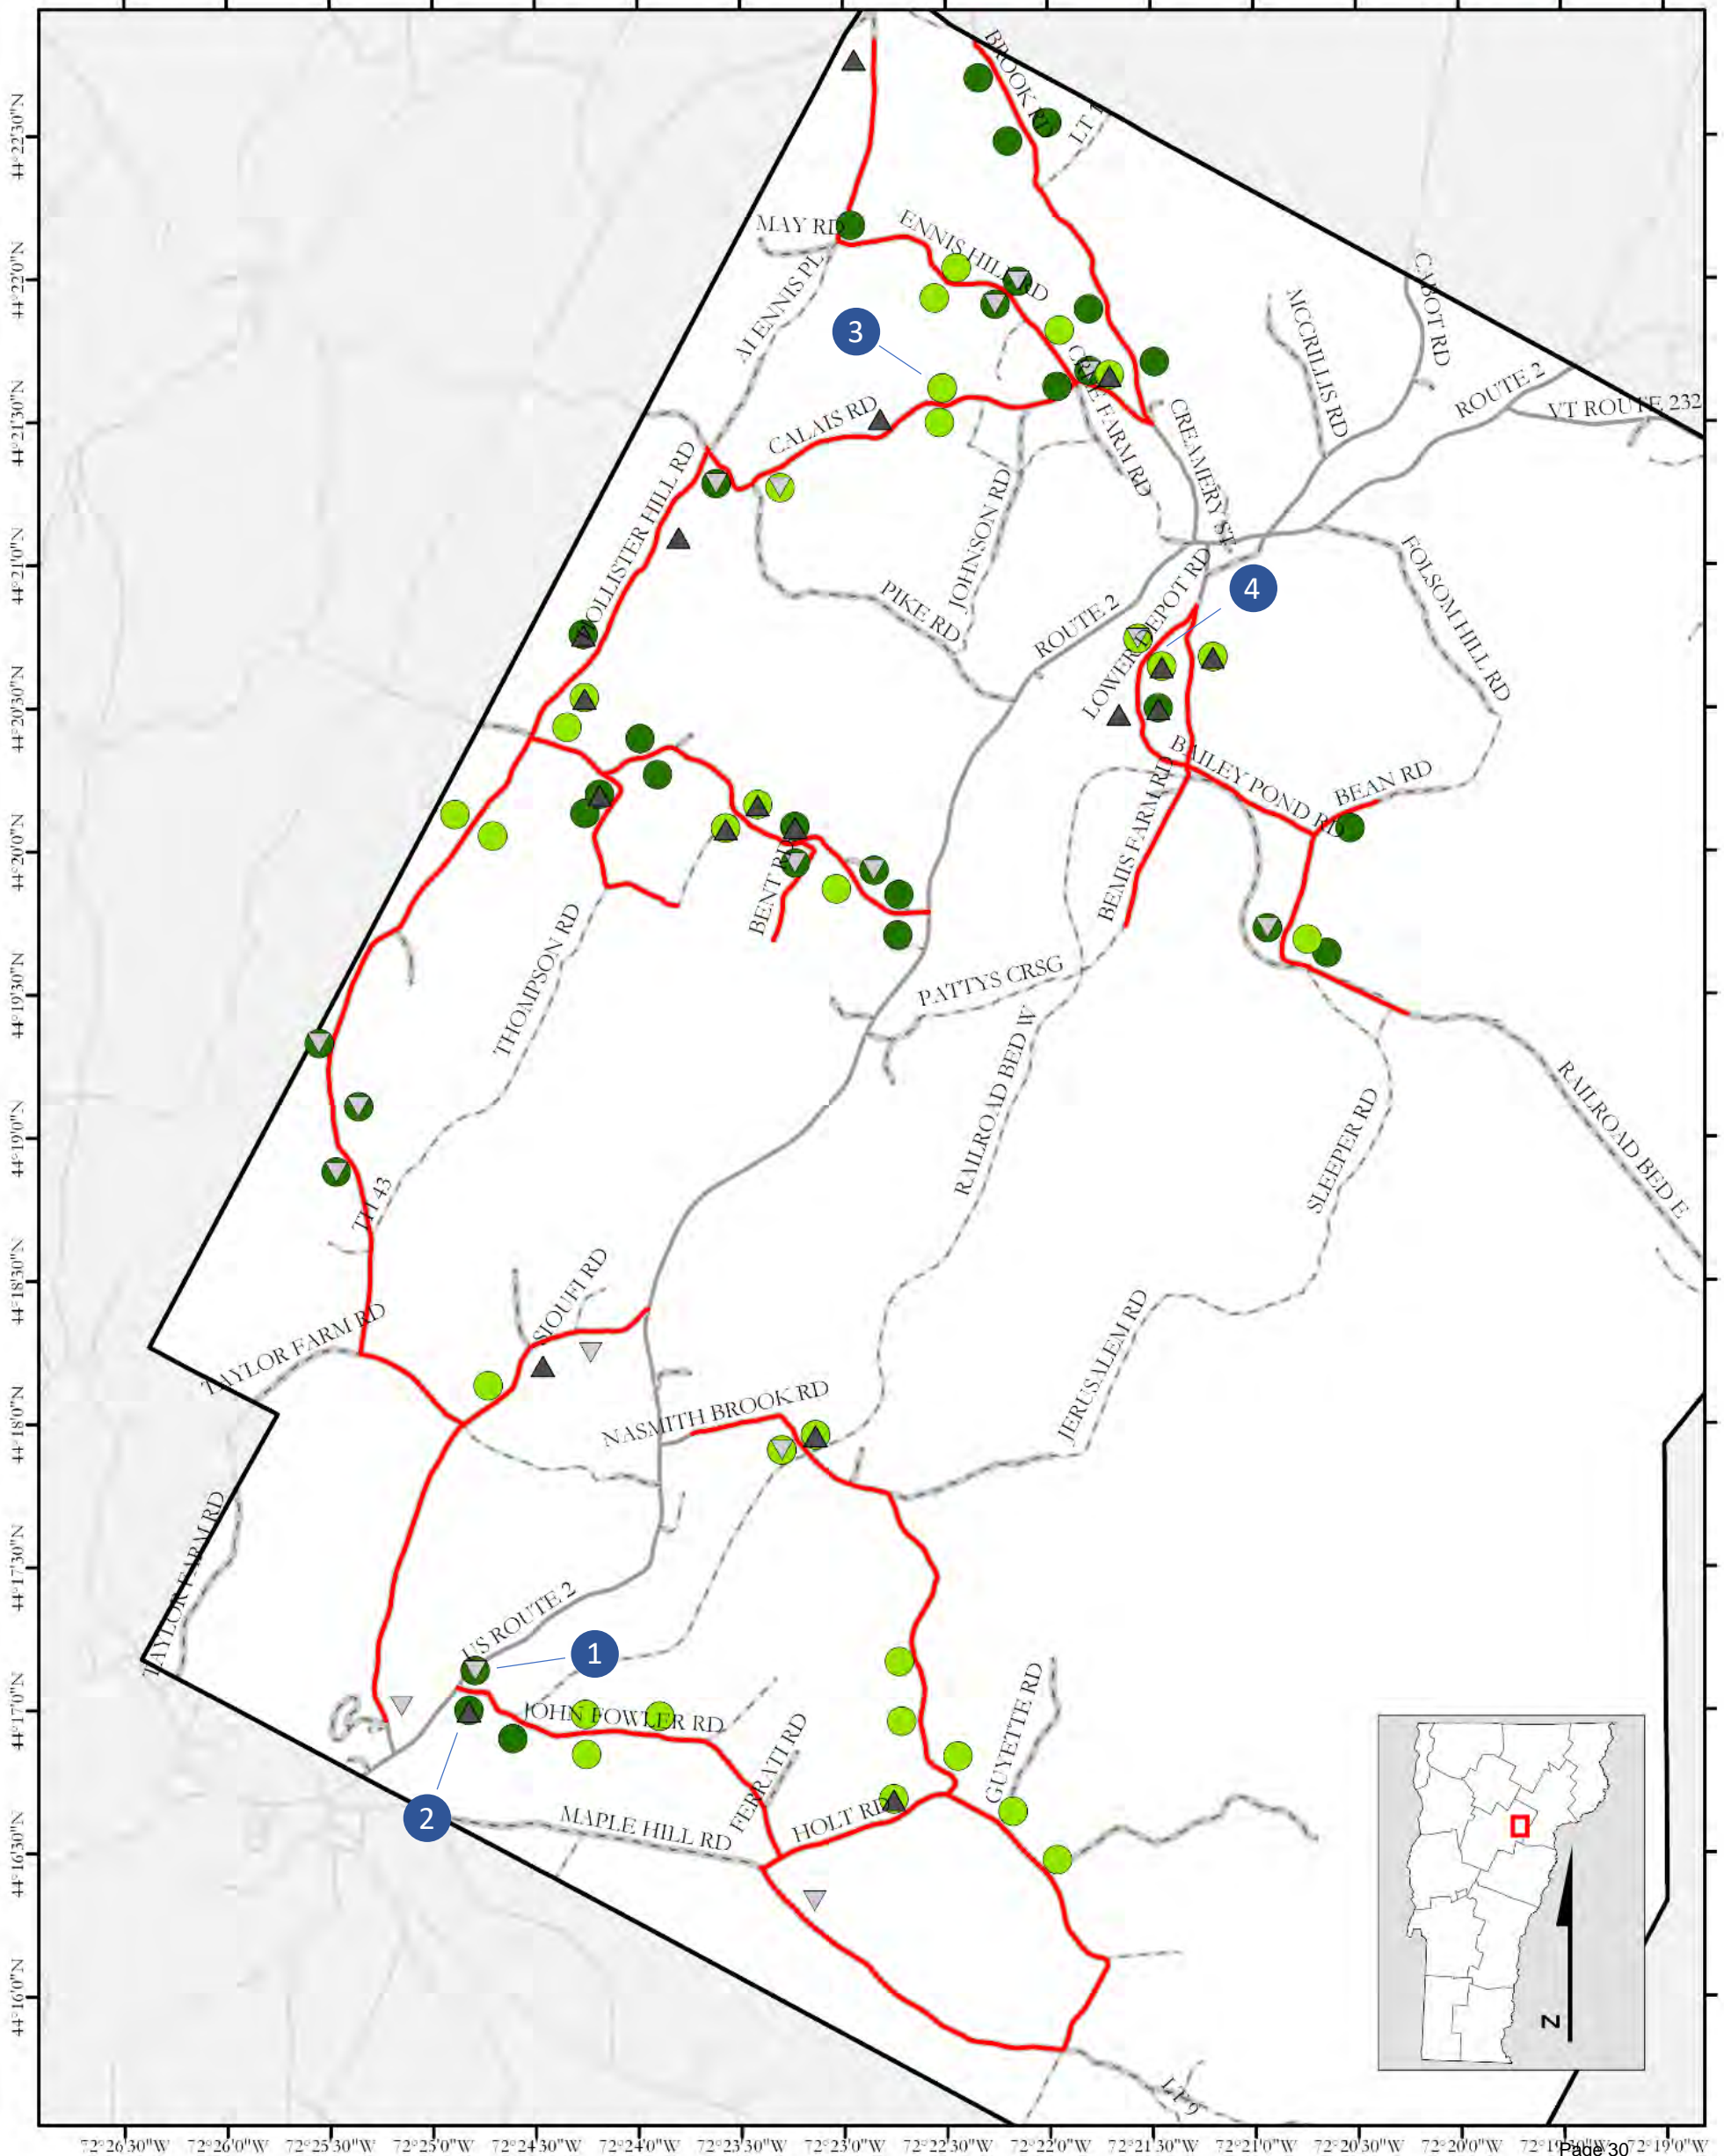 BROOK RD
LT 1
44°22'30"N
MAY RD
ENNIS HILL RD
44°22'0"N
CABOT RD
AI ENNIS PL
MCCRILLIS RD
3
ROUTE 2
VT ROUTE 232
44°21'30"N
CALAIS RD
FARM RD
CREAMERY ST
HOLLISTER HILL RD
JOHNSON RD
44°21'0"N
FOLSOM HILL RD
4
PIKE RD
ROUTE 2
LOWER DEPOT RD
44°20'30"N
BAILEY POND RD
BEAN RD
44°20'0"N
BENT RD
BEMIS FARM RD
THOMPSON RD
PATTYS CRSG
44°19'30"N
RAILROAD BED W
RAILROAD BED E
44°19'0"N
SLEEPER RD
TH 43
44°18'30"N
SIOUFI RD
TAYLOR FARM RD
JERUSALEM RD
NASMITH BROOK RD
44°18'0"N
TAYLOR FARM RD
44°17'30"N
US ROUTE 2
1
GUYETTE RD
44°17'0"N
JOHN FOWLER RD
FERRATI RD
2
MAPLE HILL RD
HOLT RD
44°16'30"N
44°16'0"N
N
LT 9
72°26'30"W 72°26'0"W 72°25'30"W 72°25'0"W 72°24'30"W 72°24'0"W 72°23'30"W 72°23'0"W 72°22'30"W 72°22'0"W 72°21'30"W 72°21'0"W 72°20'30"W 72°20'0"W 72°19'30"W 72°19'0"W
Page 30